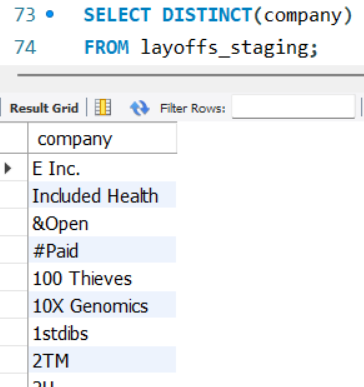 73 SELECT DISTINCT(company)
74 FROM layoffs_staging;
Result Grid Filter Rows:
company
E Inc.
Included Health
&Open
#Paid
100 Thieves
10X Genomics
1stdibs
2TM